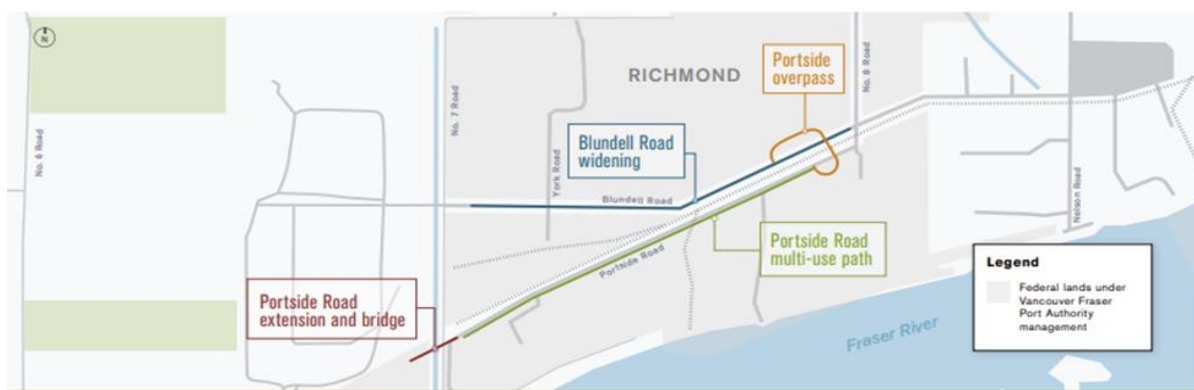 N
RICHMOND
Portside
overpass
No. 8 Road
No. 7 Road
No. 6 Road
Blundell Road
widening
York Road
Blundell Road
Nelson Road
Portside Road
Portside Road
multi-use path
Portside Road
extension and bridge
Fraser River
Legend
Federal lands under
Vancouver Fraser
Port Authority
management